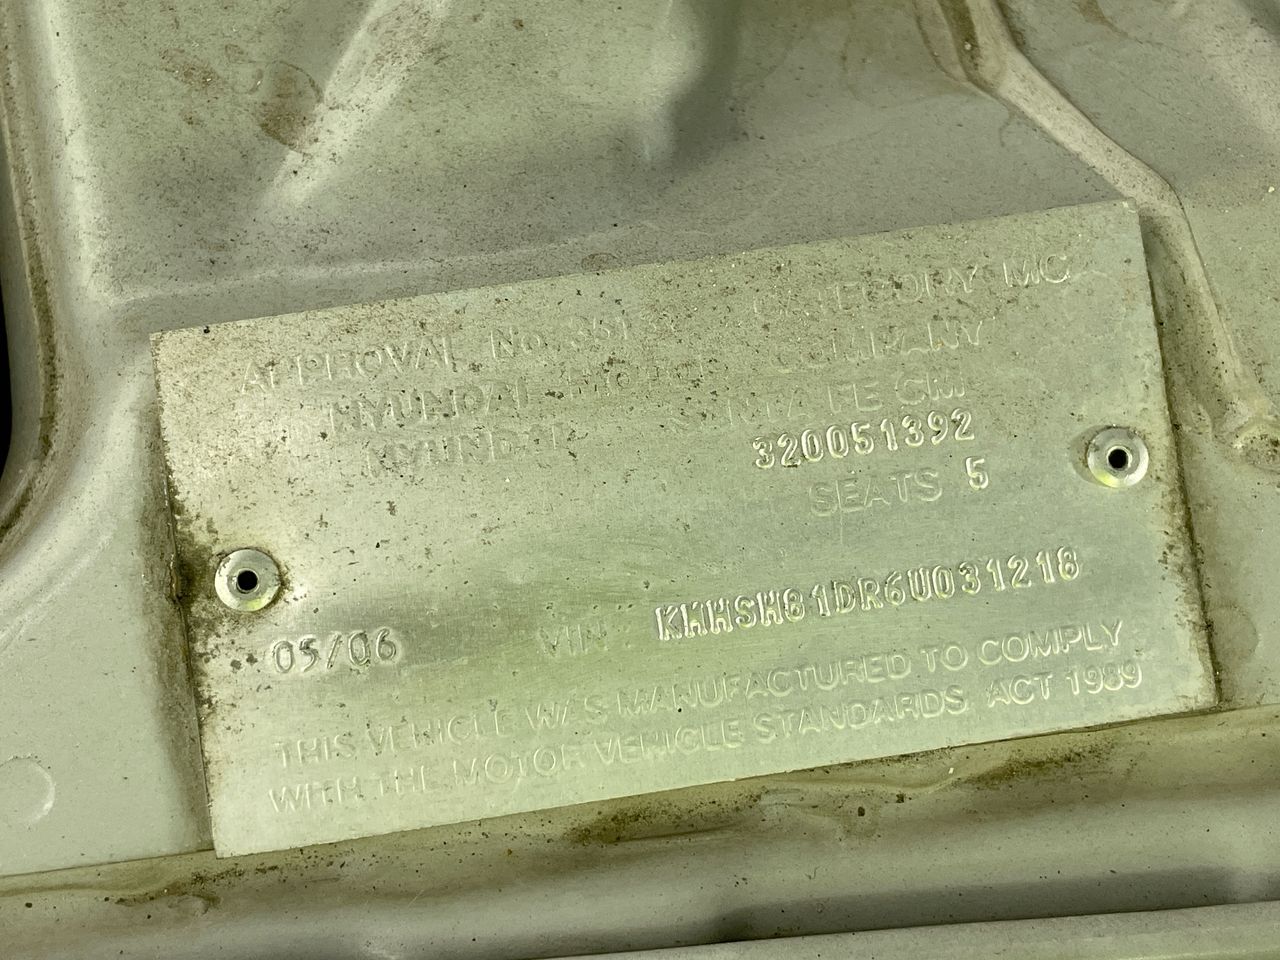 APPROVAL No. CATEGORY MC
HYUNDAI MOTOR COMPANY
HYUNDAI SANTA FE CM
320051392
SEATS 5
05/06 VIN KMHSH81DR6U031218
THIS VEHICLE WAS MANUFACTURED TO COMPLY
WITH THE MOTOR VEHICLE STANDARDS ACT 1989